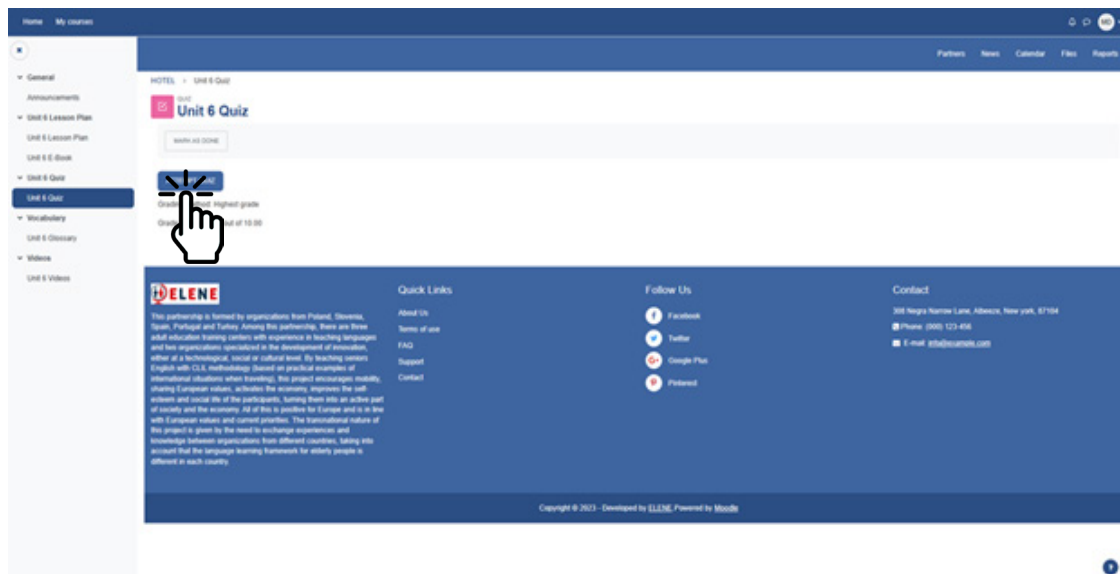 Home My courses
MD
Partners News Calendar Files Reports
General
Announcements
Unit 6 Lesson Plan
Unit 6 Lesson Plan
Unit 6 E-Book
Unit 6 Quiz
Unit 6 Quiz
Vocabulary
Unit 6 Glossary
Videos
Unit 6 Videos
HOTEL > Unit 6 Quiz
QUIZ
Unit 6 Quiz
MARK AS DONE
Highest grade
out of 10.00
ELENE
This partnership is formed by organizations from Poland, Slovenia,
Spain, Portugal and Turkey. Among this partnership, there are three
adult education training centers with experience in teaching languages
and two organizations specialized in the development of innovation,
either at a technological, social or cultural level. By teaching seniors
English with CLIL methodology (based on practical examples of
international situations when traveling), this project encourages mobility,
sharing European values, activates the economy, improves the self-
esteem and social life of the participants, turning them into an active part
of society and the economy. All of this is positive for Europe and is in line
with European values and current priorities. The transnational nature of
this project is given by the need to exchange experiences and
knowledge between organizations from different countries, taking into
account that the language learning framework for elderly people is
different in each country.
Quick Links
About Us
Terms of use
FAQ
Support
Contact
Follow Us
Facebook
Twitter
Google Plus
Pinterest
Contact
308 Negra Narrow Lane, Albeeze, New york, 87104
Phone: (000) 123-456
E-mail: info@example.com
Copyright © 2023 - Developed by ELENE. Powered by Moodle
?